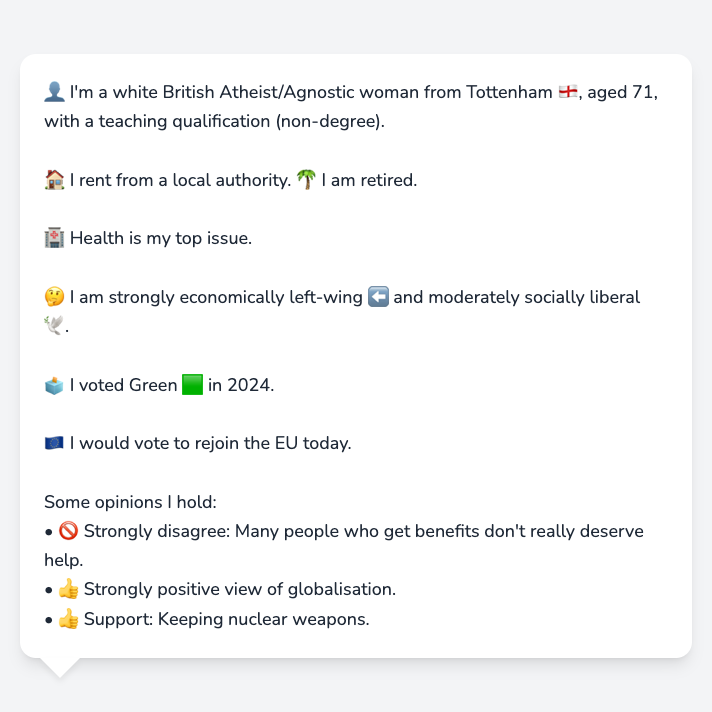 👤 I'm a white British Atheist/Agnostic woman from Tottenham 🏴󠁧󠁢󠁥󠁮󠁧󠁿, aged 71,
with a teaching qualification (non-degree).
🏠 I rent from a local authority. 🌴 I am retired.
🏥 Health is my top issue.
🤔 I am strongly economically left-wing ⬅️ and moderately socially liberal
🕊️.
🗳️ I voted Green 🟩 in 2024.
🇪🇺 I would vote to rejoin the EU today.
Some opinions I hold:
• 🚫 Strongly disagree: Many people who get benefits don't really deserve
help.
• 👍 Strongly positive view of globalisation.
• 👍 Support: Keeping nuclear weapons.